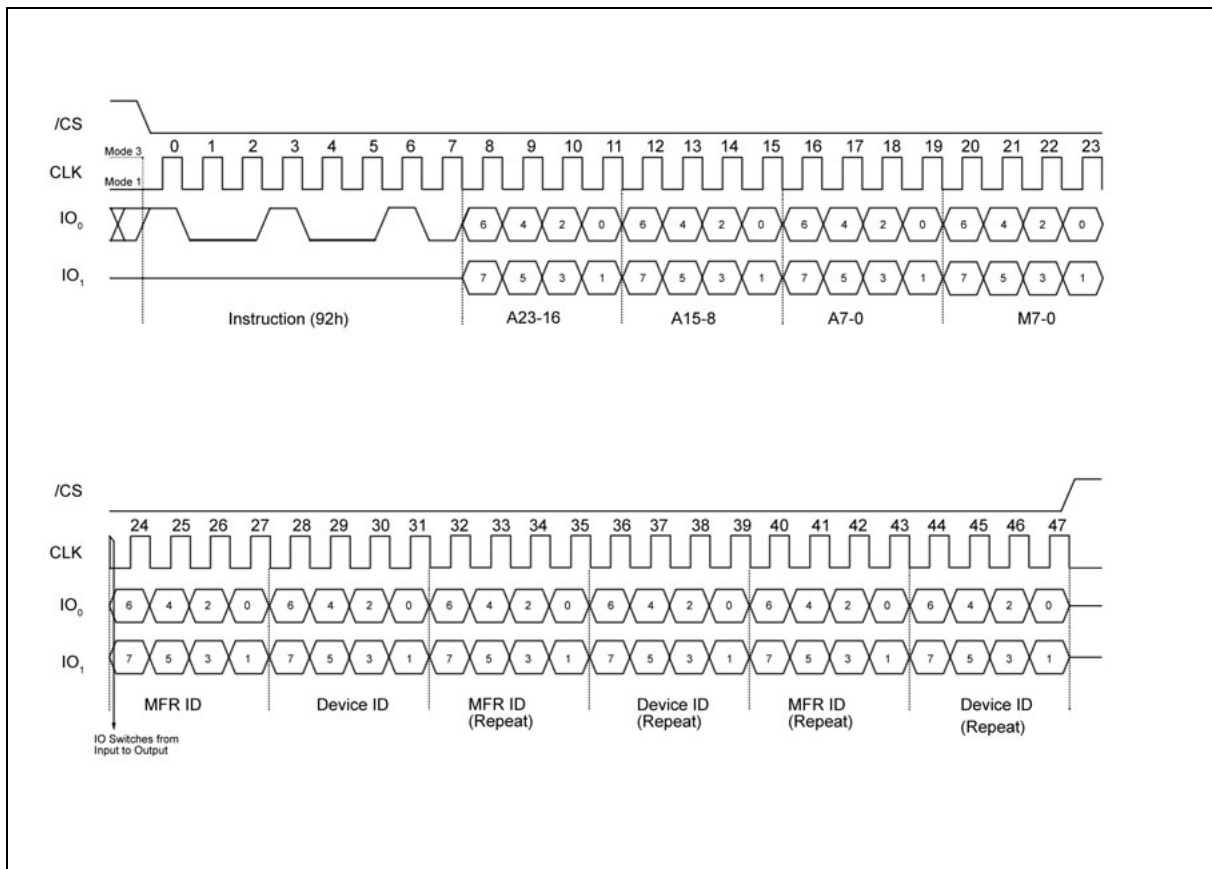 /CS
0 1 2 3 4 5 6 7 8 9 10 11 12 13 14 15 16 17 18 19 20 21 22 23
Mode 3
CLK
Mode 1
IO0 6 4 2 0 6 4 2 0 6 4 2 0 6 4 2 0
IO1 7 5 3 1 7 5 3 1 7 5 3 1 7 5 3 1
Instruction (92h) A23-16 A15-8 A7-0 M7-0
/CS
24 25 26 27 28 29 30 31 32 33 34 35 36 37 38 39 40 41 42 43 44 45 46 47
CLK
IO0 6 4 2 0 6 4 2 0 6 4 2 0 6 4 2 0 6 4 2 0 6 4 2 0
IO1 7 5 3 1 7 5 3 1 7 5 3 1 7 5 3 1 7 5 3 1 7 5 3 1
MFR ID Device ID MFR ID Device ID MFR ID Device ID
(Repeat) (Repeat) (Repeat) (Repeat)
IO Switches from
Input to Output